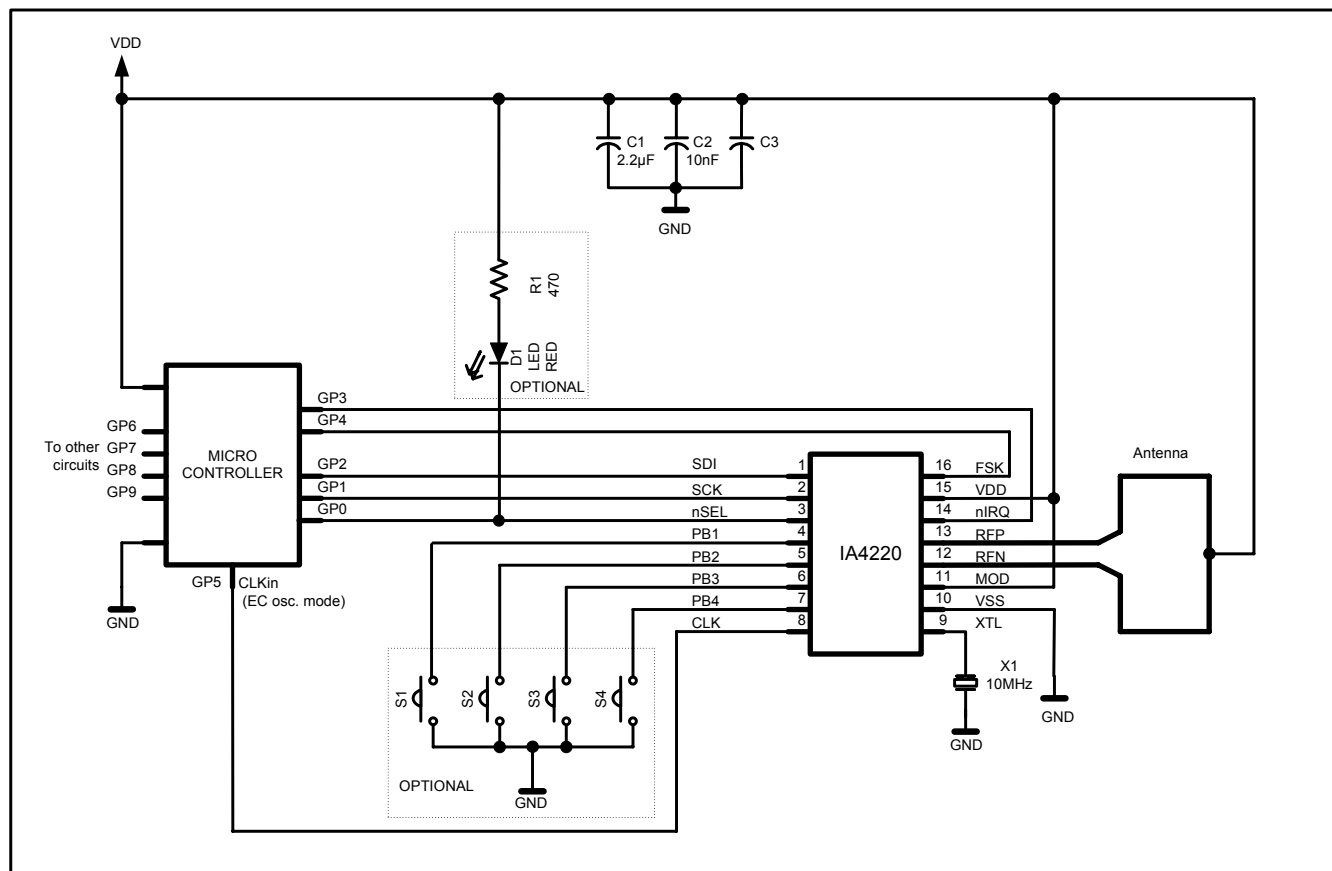 VDD
C1
2.2µF
C2
10nF
C3
GND
R1
470
D1
LED
RED
OPTIONAL
GP3
GP4
GP6
To other
circuits
GP7
GP8
GP9
MICRO
CONTROLLER
GP2
GP1
GP0
GP5
CLKin
(EC osc. mode)
GND
SDI
SCK
nSEL
PB1
PB2
PB3
PB4
CLK
1
2
3
4
5
6
7
8
IA4220
16
15
14
13
12
11
10
9
FSK
VDD
nIRQ
RFP
RFN
MOD
VSS
XTL
Antenna
X1
10MHz
GND
GND
S1
S2
S3
S4
OPTIONAL
GND